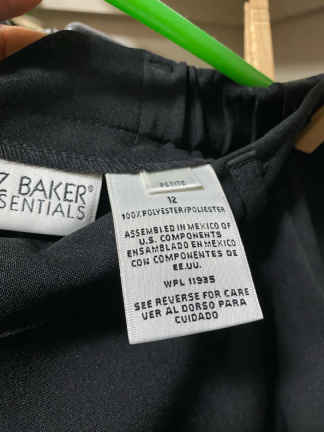 BAKER®
SENTIALS
PETITE
12
100% POLYESTER/POLIESTER
ASSEMBLED IN MEXICO OF
U.S. COMPONENTS
ENSAMBLADO EN MEXICO
CON COMPONENTES DE
EE.UU.
WPL 11935
SEE REVERSE FOR CARE
VER AL DORSO PARA
CUIDADO